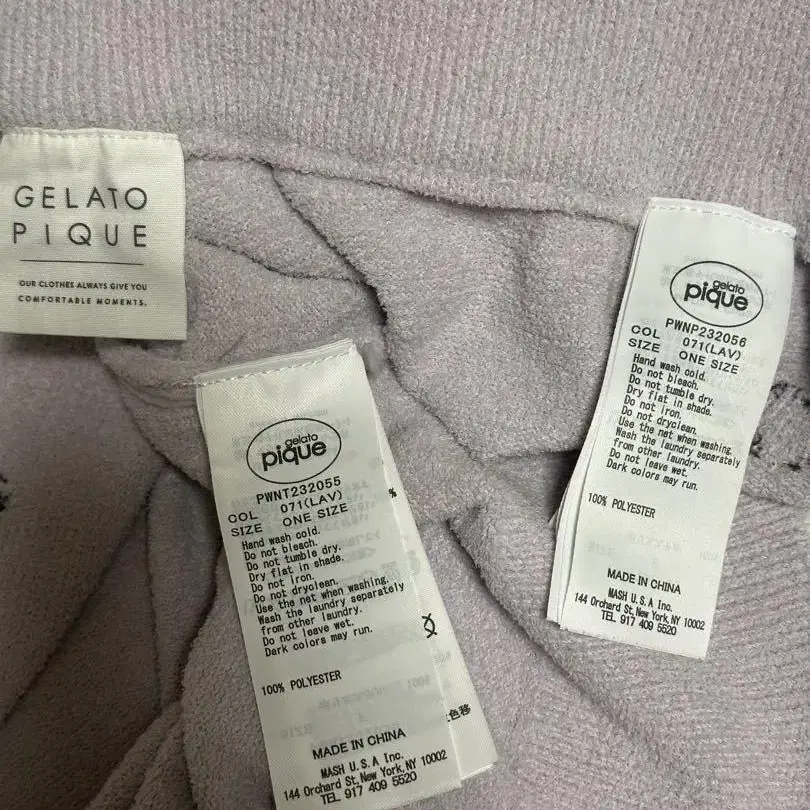 GELATO
PIQUE
OUR CLOTHES ALWAYS GIVE YOU
COMFORTABLE MOMENTS.
gelato
pique
PWNT232055
COL 071(LAV)
SIZE ONE SIZE
Hand wash cold.
Do not bleach.
Do not tumble dry.
Dry flat in shade.
Do not iron.
Do not dryclean.
Use the net when washing.
Wash the laundry separately
from other laundry.
Do not leave wet.
Dark colors may run.
100% POLYESTER
MADE IN CHINA
MASH U.S.A Inc.
144 Orchard St,New York,NY 10002
TEL 917 409 5520
%
色移
gelato
pique
PWNP232056
COL 071(LAV)
SIZE ONE SIZE
Hand wash cold.
Do not bleach.
Do not tumble dry.
Dry flat in shade.
Do not iron.
Do not dryclean.
Use the net when washing.
Wash the laundry separately
from other laundry.
Do not leave wet.
Dark colors may run.
100% POLYESTER
MADE IN CHINA
MASH U.S.A Inc.
144 Orchard St,New York,NY 10002
TEL 917 409 5520